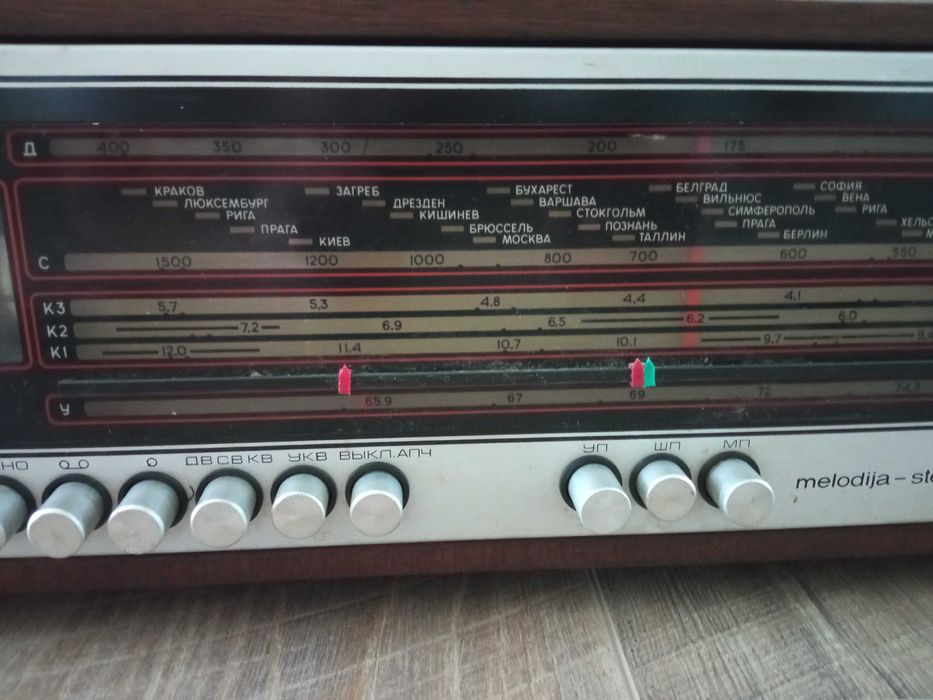 Д 400 350 300 250 200 175
КРАКОВ ЗАГРЕБ БУХАРЕСТ БЕЛГРАД СОФИЯ
ЛЮКСЕМБУРГ ДРЕЗДЕН ВАРШАВА ВИЛЬНЮС ВЕНА
РИГА КИШИНЕВ СТОКГОЛЬМ СИМФЕРОПОЛЬ РИГА
ПРАГА БРЮССЕЛЬ ПОЗНАНЬ ПРАГА
КИЕВ МОСКВА ТАЛЛИН БЕРЛИН
С 1500 1200 1000 800 700 600 550
К3 5.7 5.3 4.8 4.4 4.1
К2 7.2 6.9 6.5 6.2 6.0
К1 12.0 11.4 10.7 10.1 9.7
У 65.9 67 69 72 74.3
НО ДВ СВ КВ УКВ ВЫКЛ.АПЧ УП ШП МП
melodija – ste